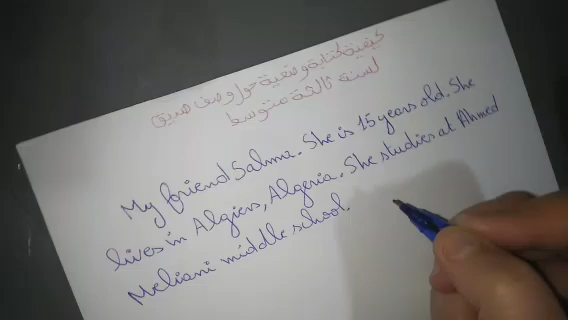 كيفية كتابة وضعية حول وصف صديق
لسنة ثالثة متوسط
My friend Salma. She is 15 years old. She
lives in Algiers, Algeria. She studies at Ahmed
Meliani middle school.